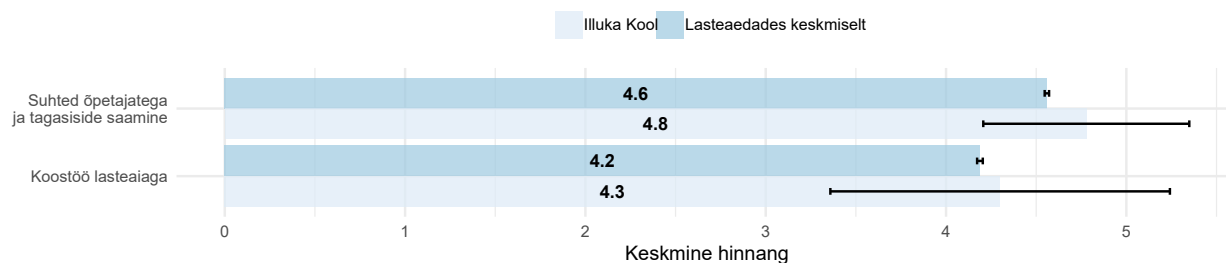 Illuka Kool Lasteaedades keskmiselt
Suhted õpetajatega
ja tagasiside saamine
4.6
4.8
Koostöö lasteaiaga
4.2
4.3
0 1 2 3 4 5
Keskmine hinnang